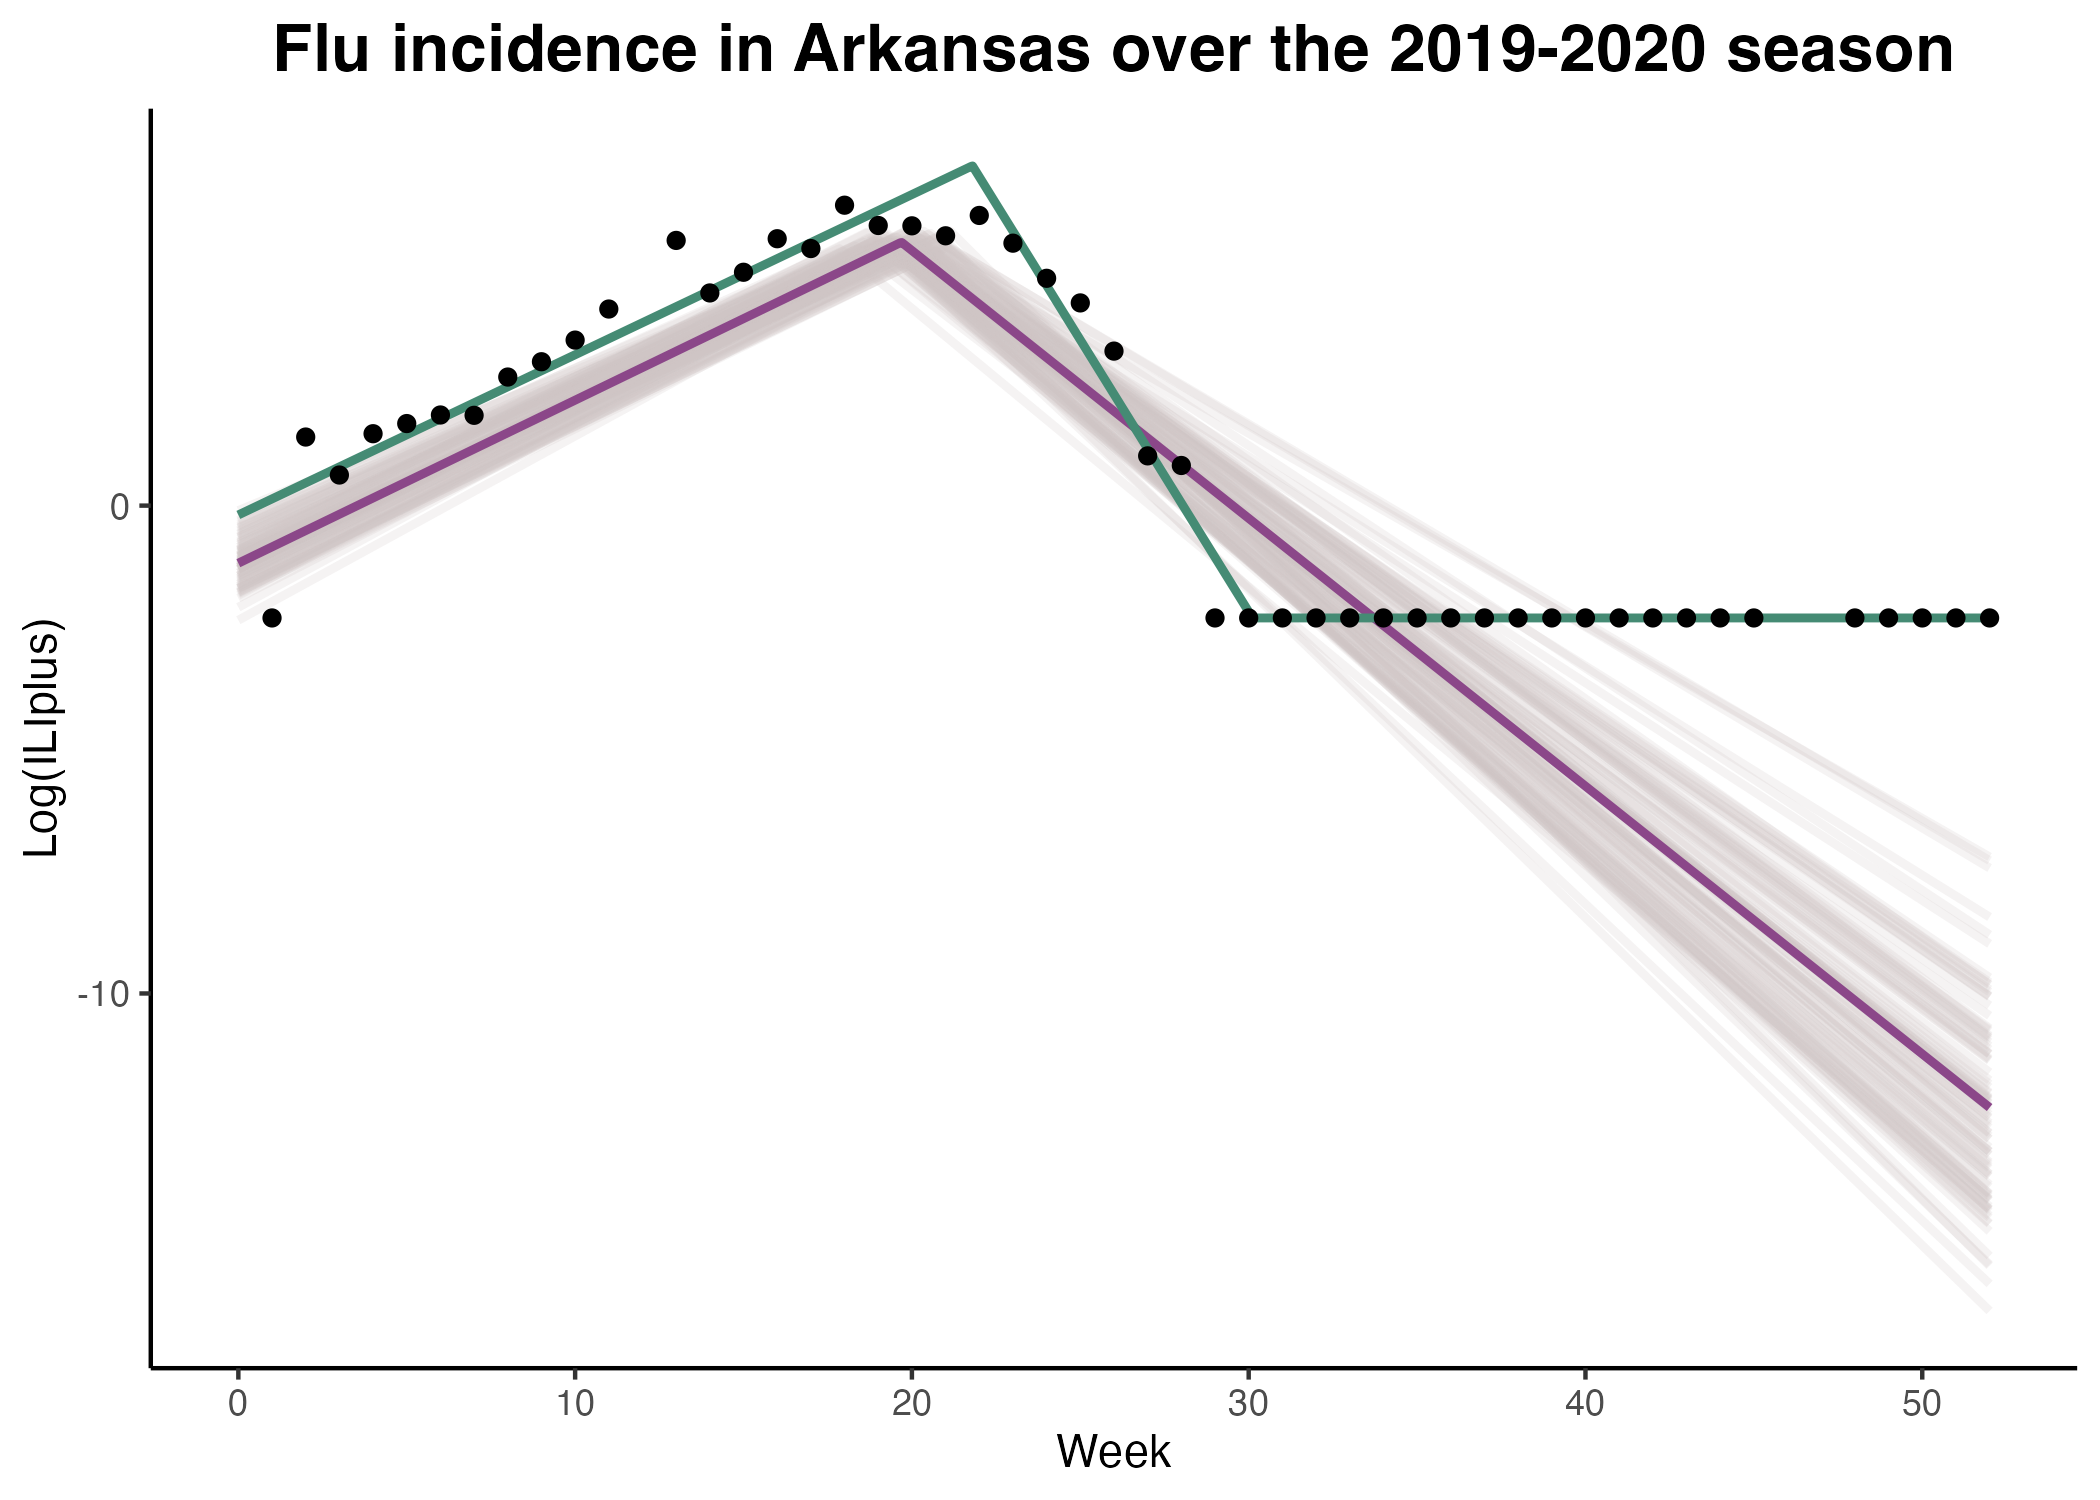 Flu incidence in Arkansas over the 2019-2020 season
Log(ILIplus)
0
-10
0 10 20 30 40 50
Week